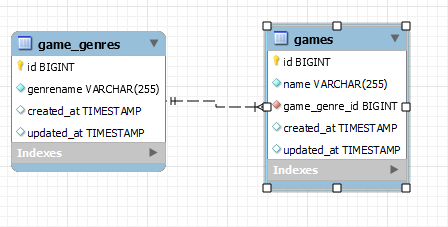 game_genres
id BIGINT
genrename VARCHAR(255)
created_at TIMESTAMP
updated_at TIMESTAMP
Indexes
games
id BIGINT
name VARCHAR(255)
game_genre_id BIGINT
created_at TIMESTAMP
updated_at TIMESTAMP
Indexes